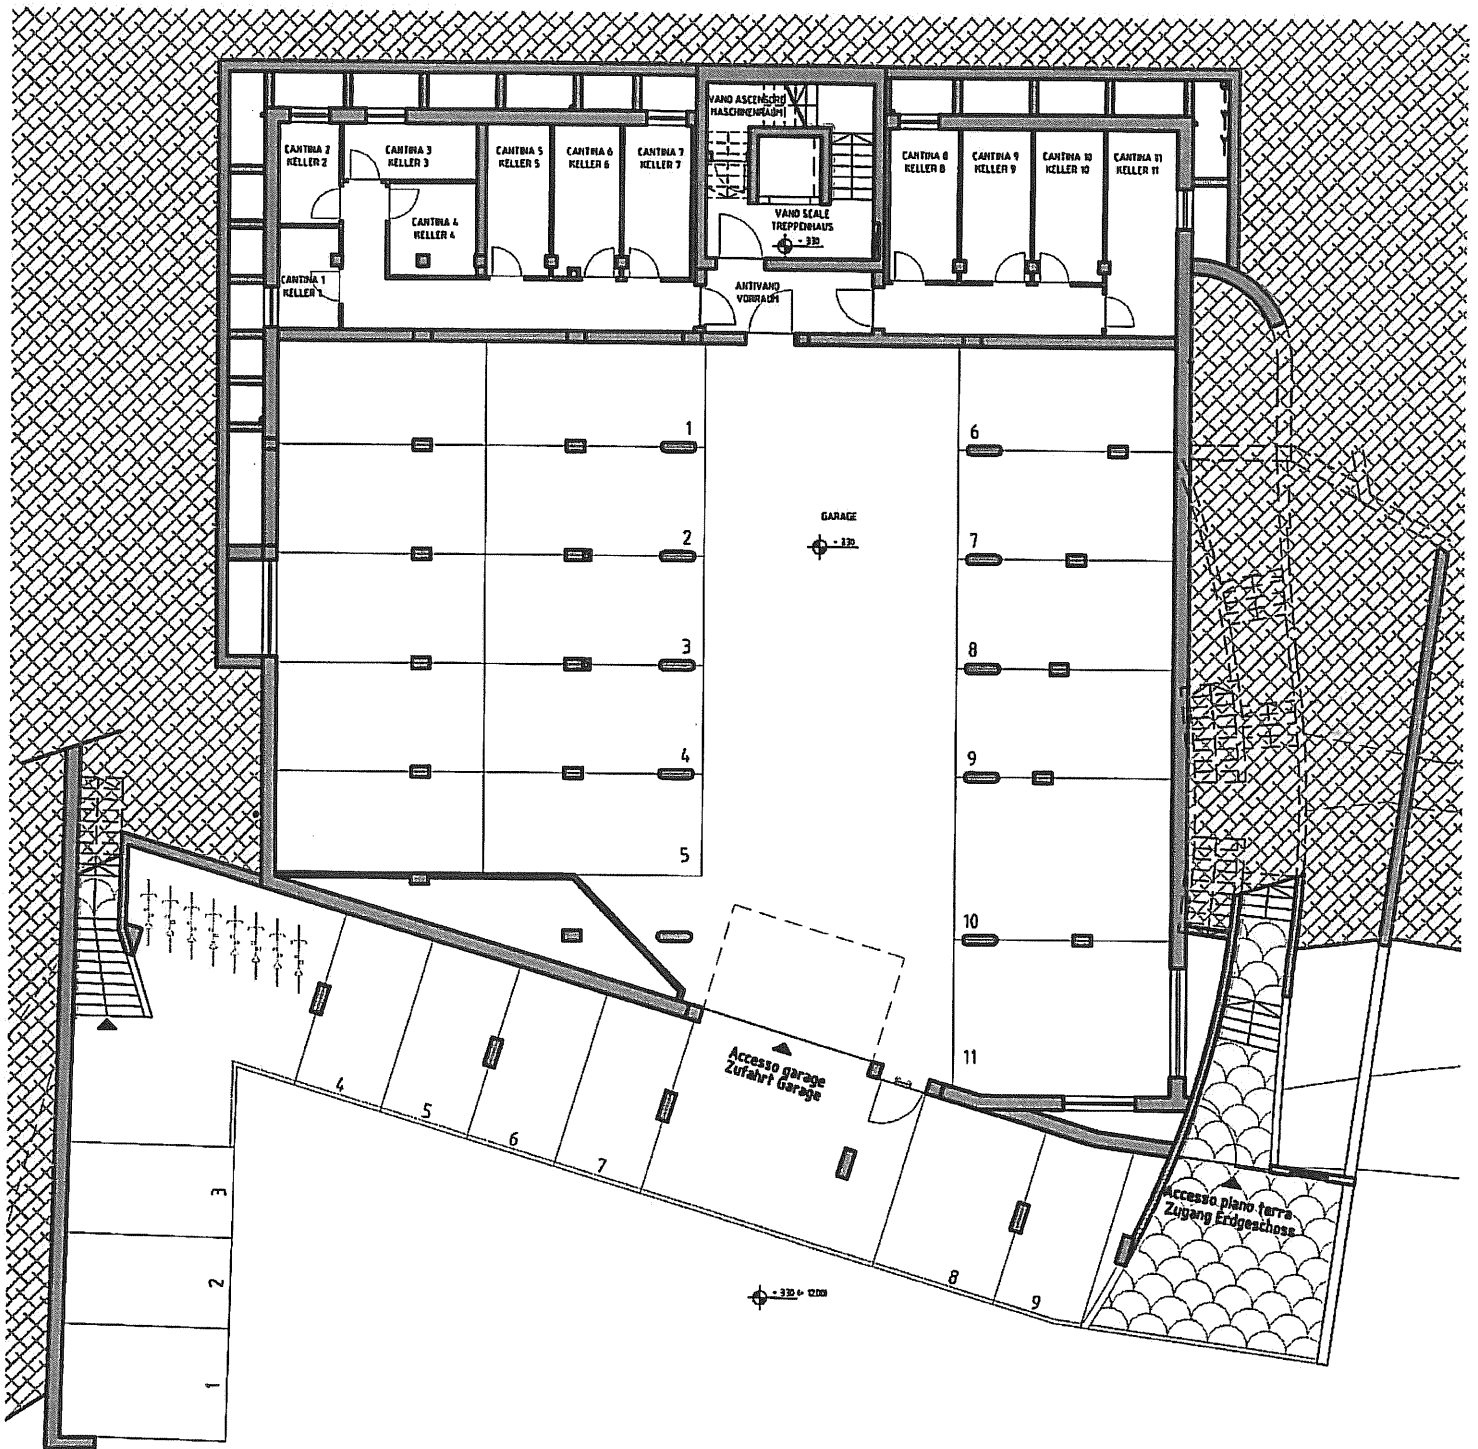 VANO ASCENSORE
MASCHINENRAUM
CANTINA 2
KELLER 2
CANTINA 3
KELLER 3
CANTINA 5
KELLER 5
CANTINA 6
KELLER 6
CANTINA 7
KELLER 7
CANTINA 8
KELLER 8
CANTINA 9
KELLER 9
CANTINA 10
KELLER 10
CANTINA 11
KELLER 11
CANTINA 4
KELLER 4
VANO SCALE
TREPPENHAUS
- 330
CANTINA 1
KELLER 1
ANTIVANO
VORRAUM
1
6
GARAGE
- 330
2
7
3
8
4
9
5
10
11
Accesso garage
Zufahrt Garage
4
5
6
7
3
2
1
8
9
Accesso piano terra
Zugang Erdgeschoss